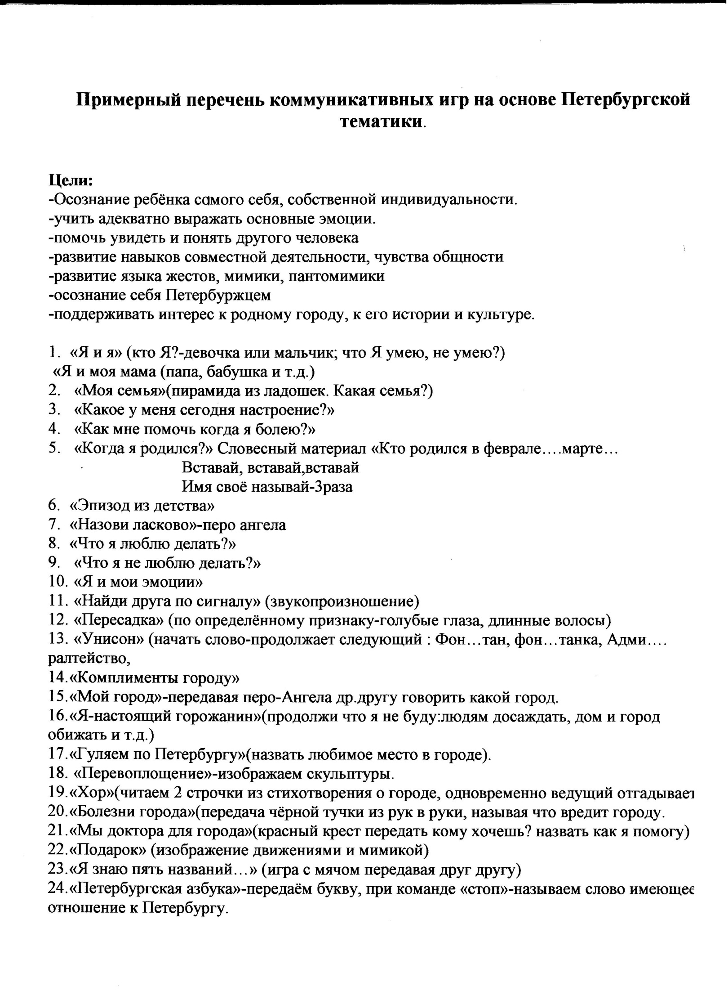 Примерный перечень коммуникативных игр на основе Петербургской
тематики.
Цели:
-Осознание ребёнка самого себя, собственной индивидуальности.
-учить адекватно выражать основные эмоции.
-помочь увидеть и понять другого человека
-развитие навыков совместной деятельности, чувства общности
-развитие языка жестов, мимики, пантомимики
-осознание себя Петербуржцем
-поддерживать интерес к родному городу, к его истории и культуре.
1. «Я и я» (кто Я?-девочка или мальчик; что Я умею, не умею?)
«Я и моя мама (папа, бабушка и т.д.)
2. «Моя семья»(пирамида из ладошек. Какая семья?)
3. «Какое у меня сегодня настроение?»
4. «Как мне помочь когда я болею?»
5. «Когда я родился?» Словесный материал «Кто родился в феврале….марте…
Вставай, вставай,вставай
Имя своё называй-3раза
6. «Эпизод из детства»
7. «Назови ласково»-перо ангела
8. «Что я люблю делать?»
9. «Что я не люблю делать?»
10. «Я и мои эмоции»
11. «Найди друга по сигналу» (звукопроизношение)
12. «Пересадка» (по определённому признаку-голубые глаза, длинные волосы)
13. «Унисон» (начать слово-продолжает следующий : Фон…тан, фон…танка, Адми….
ралтейство,
14.«Комплименты городу»
15.«Мой город»-передавая перо-Ангела др.другу говорить какой город.
16.«Я-настоящий горожанин»(продолжи что я не буду:людям досаждать, дом и город
обижать и т.д.)
17.«Гуляем по Петербургу»(назвать любимое место в городе).
18. «Перевоплощение»-изображаем скульптуры.
19.«Хор»(читаем 2 строчки из стихотворения о городе, одновременно ведущий отгадывает
20.«Болезни города»(передача чёрной тучки из рук в руки, называя что вредит городу.
21.«Мы доктора для города»(красный крест передать кому хочешь? назвать как я помогу)
22.«Подарок» (изображение движениями и мимикой)
23.«Я знаю пять названий…» (игра с мячом передавая друг другу)
24.«Петербургская азбука»-передаём букву, при команде «стоп»-называем слово имеющее
отношение к Петербургу.